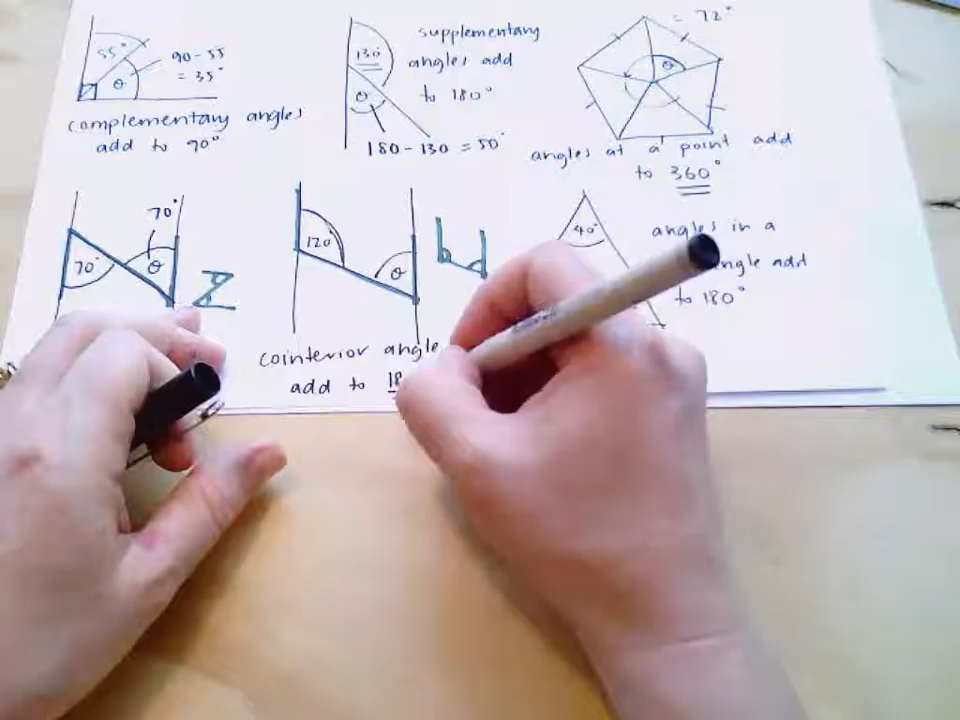 55°
θ
90 - 55
= 35°
complementary angles
add to 90°
130
θ
supplementary
angles add
to 180°
180 - 130 = 50°
= 72°
θ
angles at a point add
to 360°
70°
70°
θ
120°
θ
cointerior angle
add to 18
40°
angles in a
angle add
to 180°